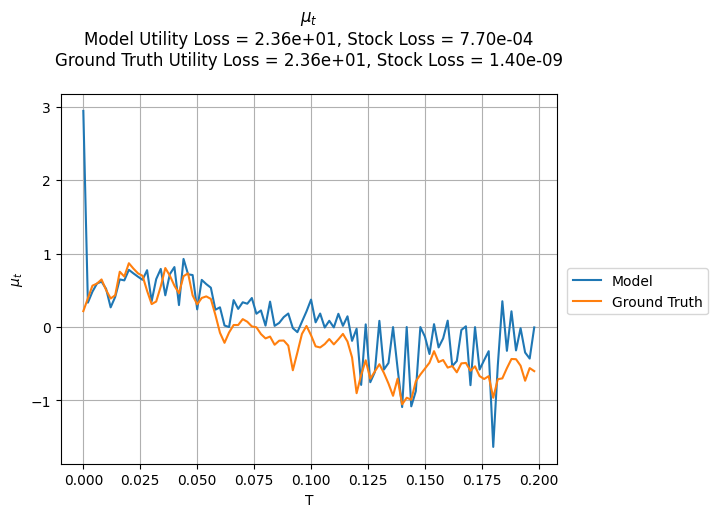 μₜ
Model Utility Loss = 2.36e+01, Stock Loss = 7.70e-04
Ground Truth Utility Loss = 2.36e+01, Stock Loss = 1.40e-09
3
2
1
0
−1
μₜ
0.000 0.025 0.050 0.075 0.100 0.125 0.150 0.175 0.200
T
Model
Ground Truth